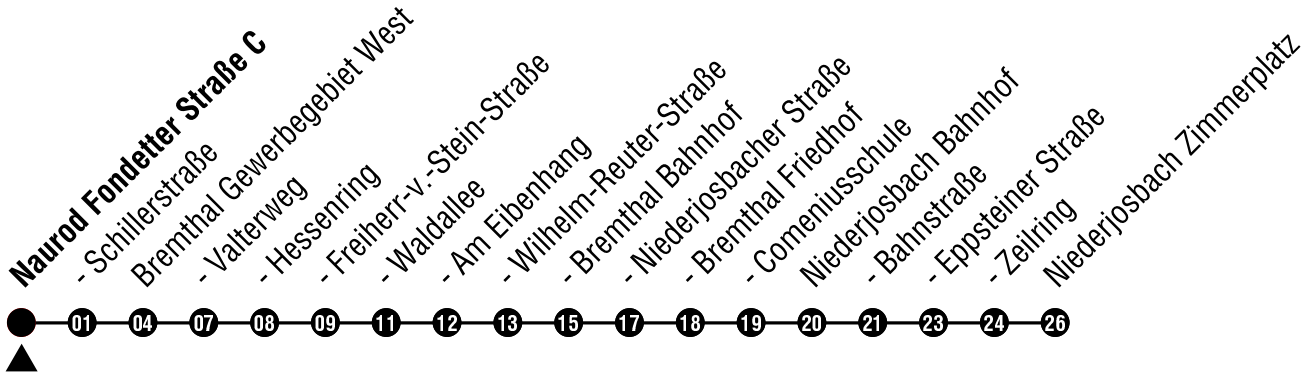 Naurod Fondetter Straße C
- Schillerstraße
Bremthal Gewerbegebiet West
- Valterweg
- Hessenring
- Freiherr-v.-Stein-Straße
- Waldallee
- Am Eibenhang
- Wilhelm-Reuter-Straße
- Bremthal Bahnhof
- Niederjosbacher Straße
- Bremthal Friedhof
- Comeniusschule
Niederjosbach Bahnhof
- Bahnstraße
- Eppsteiner Straße
- Zeilring
Niederjosbach Zimmerplatz
01 04 07 08 09 11 12 13 15 17 18 19 20 21 23 24 26